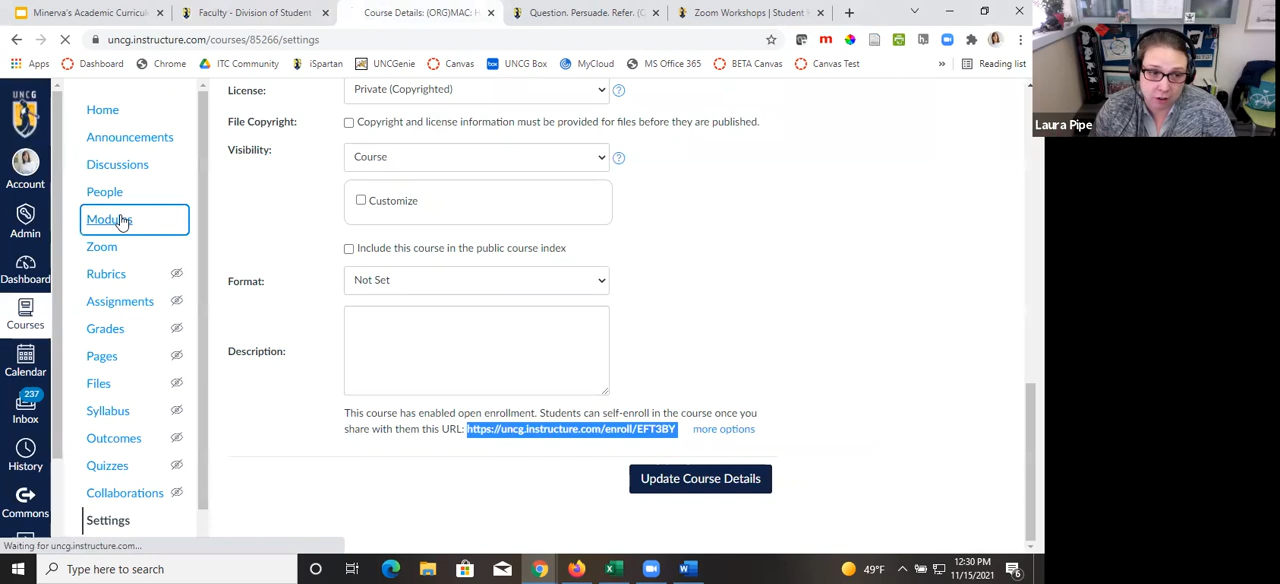 Minerva's Academic Curricul
Faculty - Division of Student
Course Details: (ORG)MAC: H
Question. Persuade. Refer. (C
Zoom Workshops | Student
uncg.instructure.com/courses/85266/settings
Apps
Dashboard
Chrome
ITC Community
iSpartan
UNCGenie
Canvas
UNCG Box
MyCloud
MS Office 365
BETA Canvas
Canvas Test
»
Reading list
UNCG
Account
Admin
Dashboard
Courses
Calendar
237
Inbox
History
Commons
Home
Announcements
Discussions
People
Modules
Zoom
Rubrics
Assignments
Grades
Pages
Files
Syllabus
Outcomes
Quizzes
Collaborations
Settings
License:
Private (Copyrighted)
File Copyright:
Copyright and license information must be provided for files before they are published.
Visibility:
Course
Customize
Include this course in the public course index
Format:
Not Set
Description:
This course has enabled open enrollment. Students can self-enroll in the course once you
share with them this URL: https://uncg.instructure.com/enroll/EFT3BY more options
Update Course Details
Waiting for uncg.instructure.com...
Type here to search
49°F
12:30 PM
11/15/2021
6
Laura Pipe